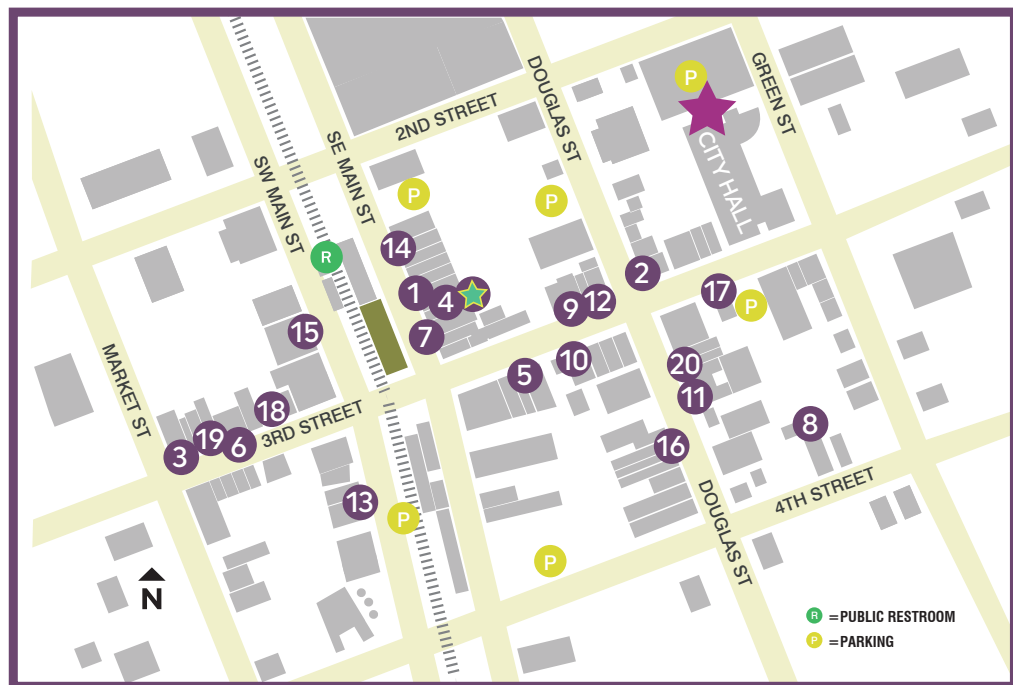 P
GREEN ST
DOUGLAS ST
2ND STREET
CITY HALL
SE MAIN ST
SW MAIN ST
P
P
14
R
2
1
4
17
P
12
9
15
7
10
20
5
11
MARKET ST
18
3RD STREET
8
19
6
3
16
13
P
4TH STREET
DOUGLAS ST
P
N
R =PUBLIC RESTROOM
P =PARKING